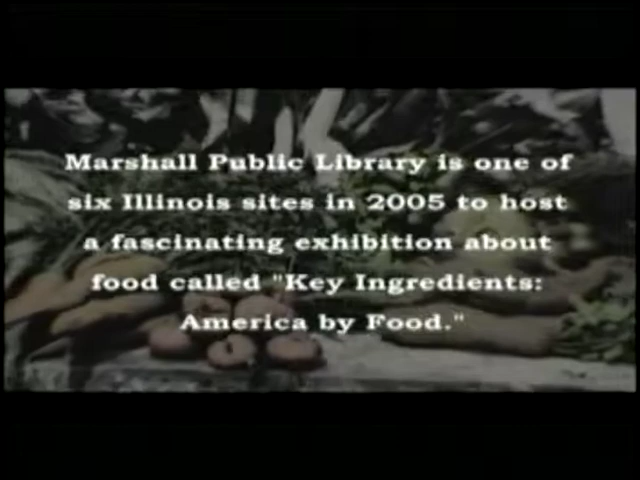 Marshall Public Library is one of
six Illinois sites in 2005 to host
a fascinating exhibition about
food called "Key Ingredients:
America by Food."